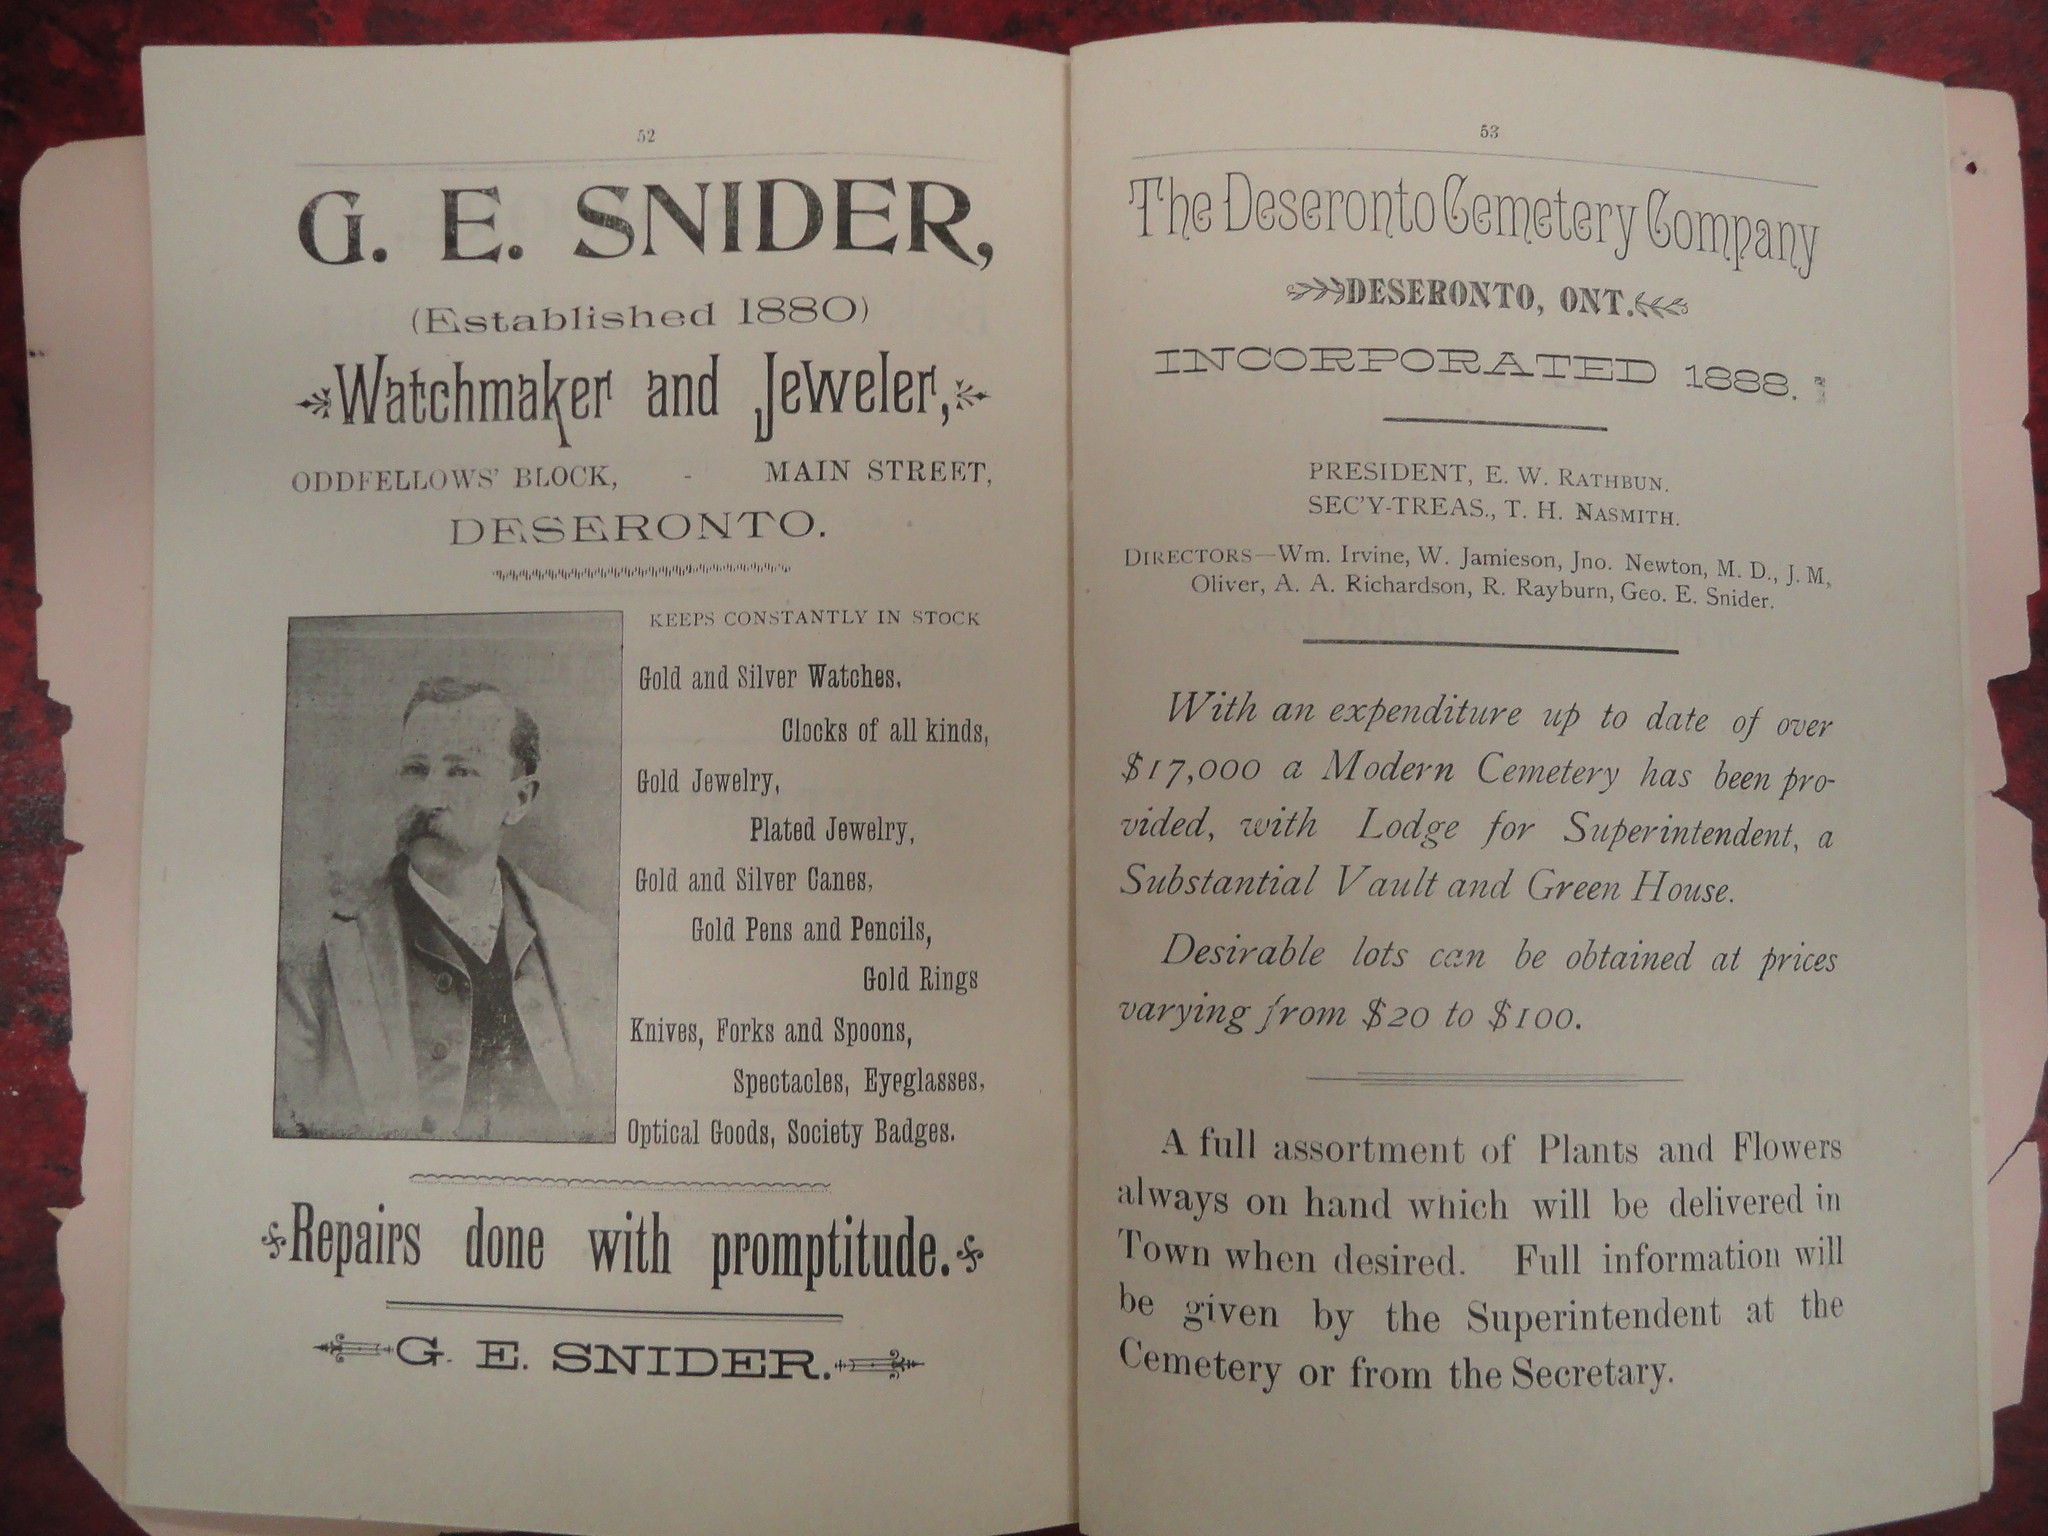 52
G. E. SNIDER,
(Established 1880)
Watchmaker and Jeweler,
ODDFELLOWS' BLOCK, - MAIN STREET,
DESERONTO.
KEEPS CONSTANTLY IN STOCK
Gold and Silver Watches,
Clocks of all kinds,
Gold Jewelry,
Plated Jewelry,
Gold and Silver Canes,
Gold Pens and Pencils,
Gold Rings
Knives, Forks and Spoons,
Spectacles, Eyeglasses,
Optical Goods, Society Badges.
Repairs done with promptitude.
G. E. SNIDER.
53
The Deseronto Cemetery Company
DESERONTO, ONT.
INCORPORATED 1888.
PRESIDENT, E. W. RATHBUN.
SEC'Y-TREAS., T. H. NASMITH.
DIRECTORS—Wm. Irvine, W. Jamieson, Jno. Newton, M. D., J. M,
Oliver, A. A. Richardson, R. Rayburn, Geo. E. Snider.
With an expenditure up to date of over
$17,000 a Modern Cemetery has been pro-
vided, with Lodge for Superintendent, a
Substantial Vault and Green House.
Desirable lots can be obtained at prices
varying from $20 to $100.
A full assortment of Plants and Flowers
always on hand which will be delivered in
Town when desired. Full information will
be given by the Superintendent at the
Cemetery or from the Secretary.